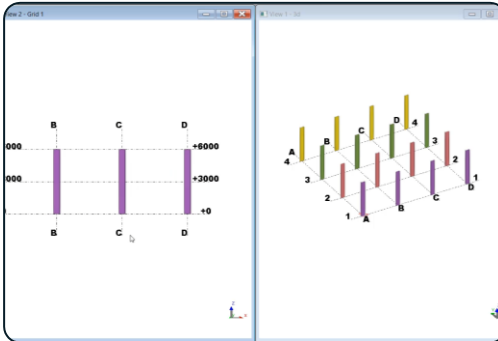 View 2 - Grid 1
B C D
+6000
+3000
+0
B C D
View 1 - 3d
A B C D 4
4 3
3 2
2 1
1 A B C D